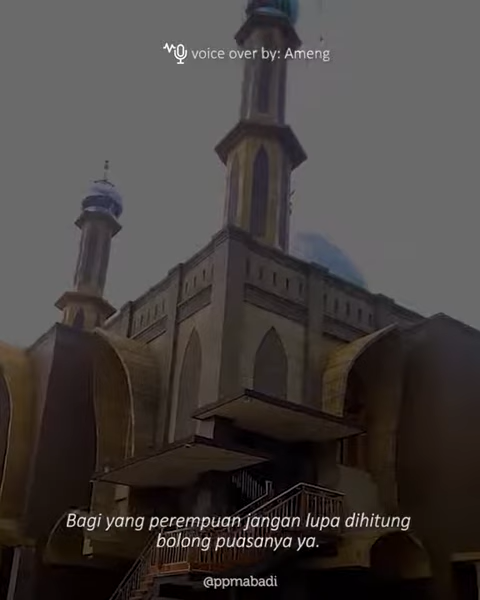 voice over by: Ameng
Bagi yang perempuan jangan lupa dihitung
bolong puasanya ya.
@ppmabadi